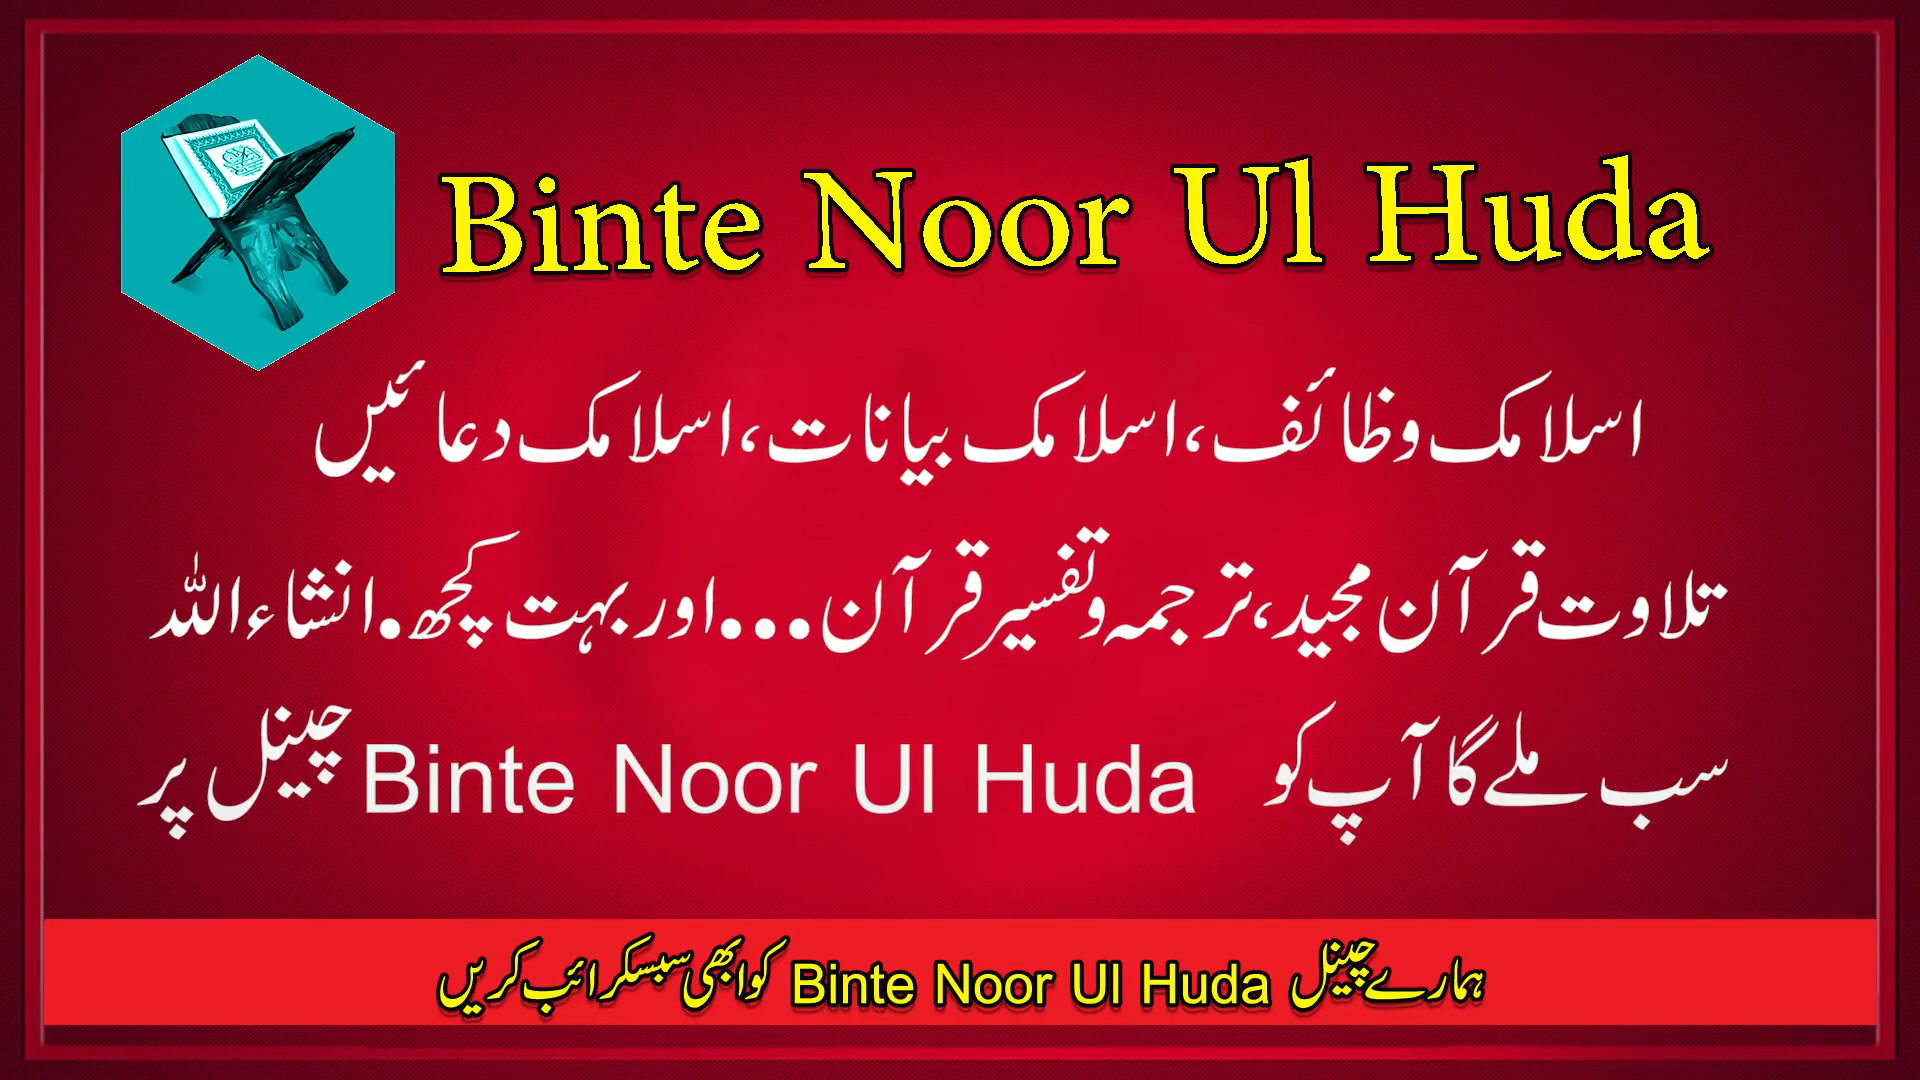 Binte Noor Ul Huda
اسلامک وظائف، اسلامک بیانات، اسلامک دعائیں
تلاوت قرآن مجید، ترجمہ و تفسیر قرآن...اور بہت کچھ. انشاء اللہ
سب ملے گا آپ کو Binte Noor Ul Huda چینل پر
ہمارے چینل Binte Noor Ul Huda کو ابھی سبسکرائب کریں